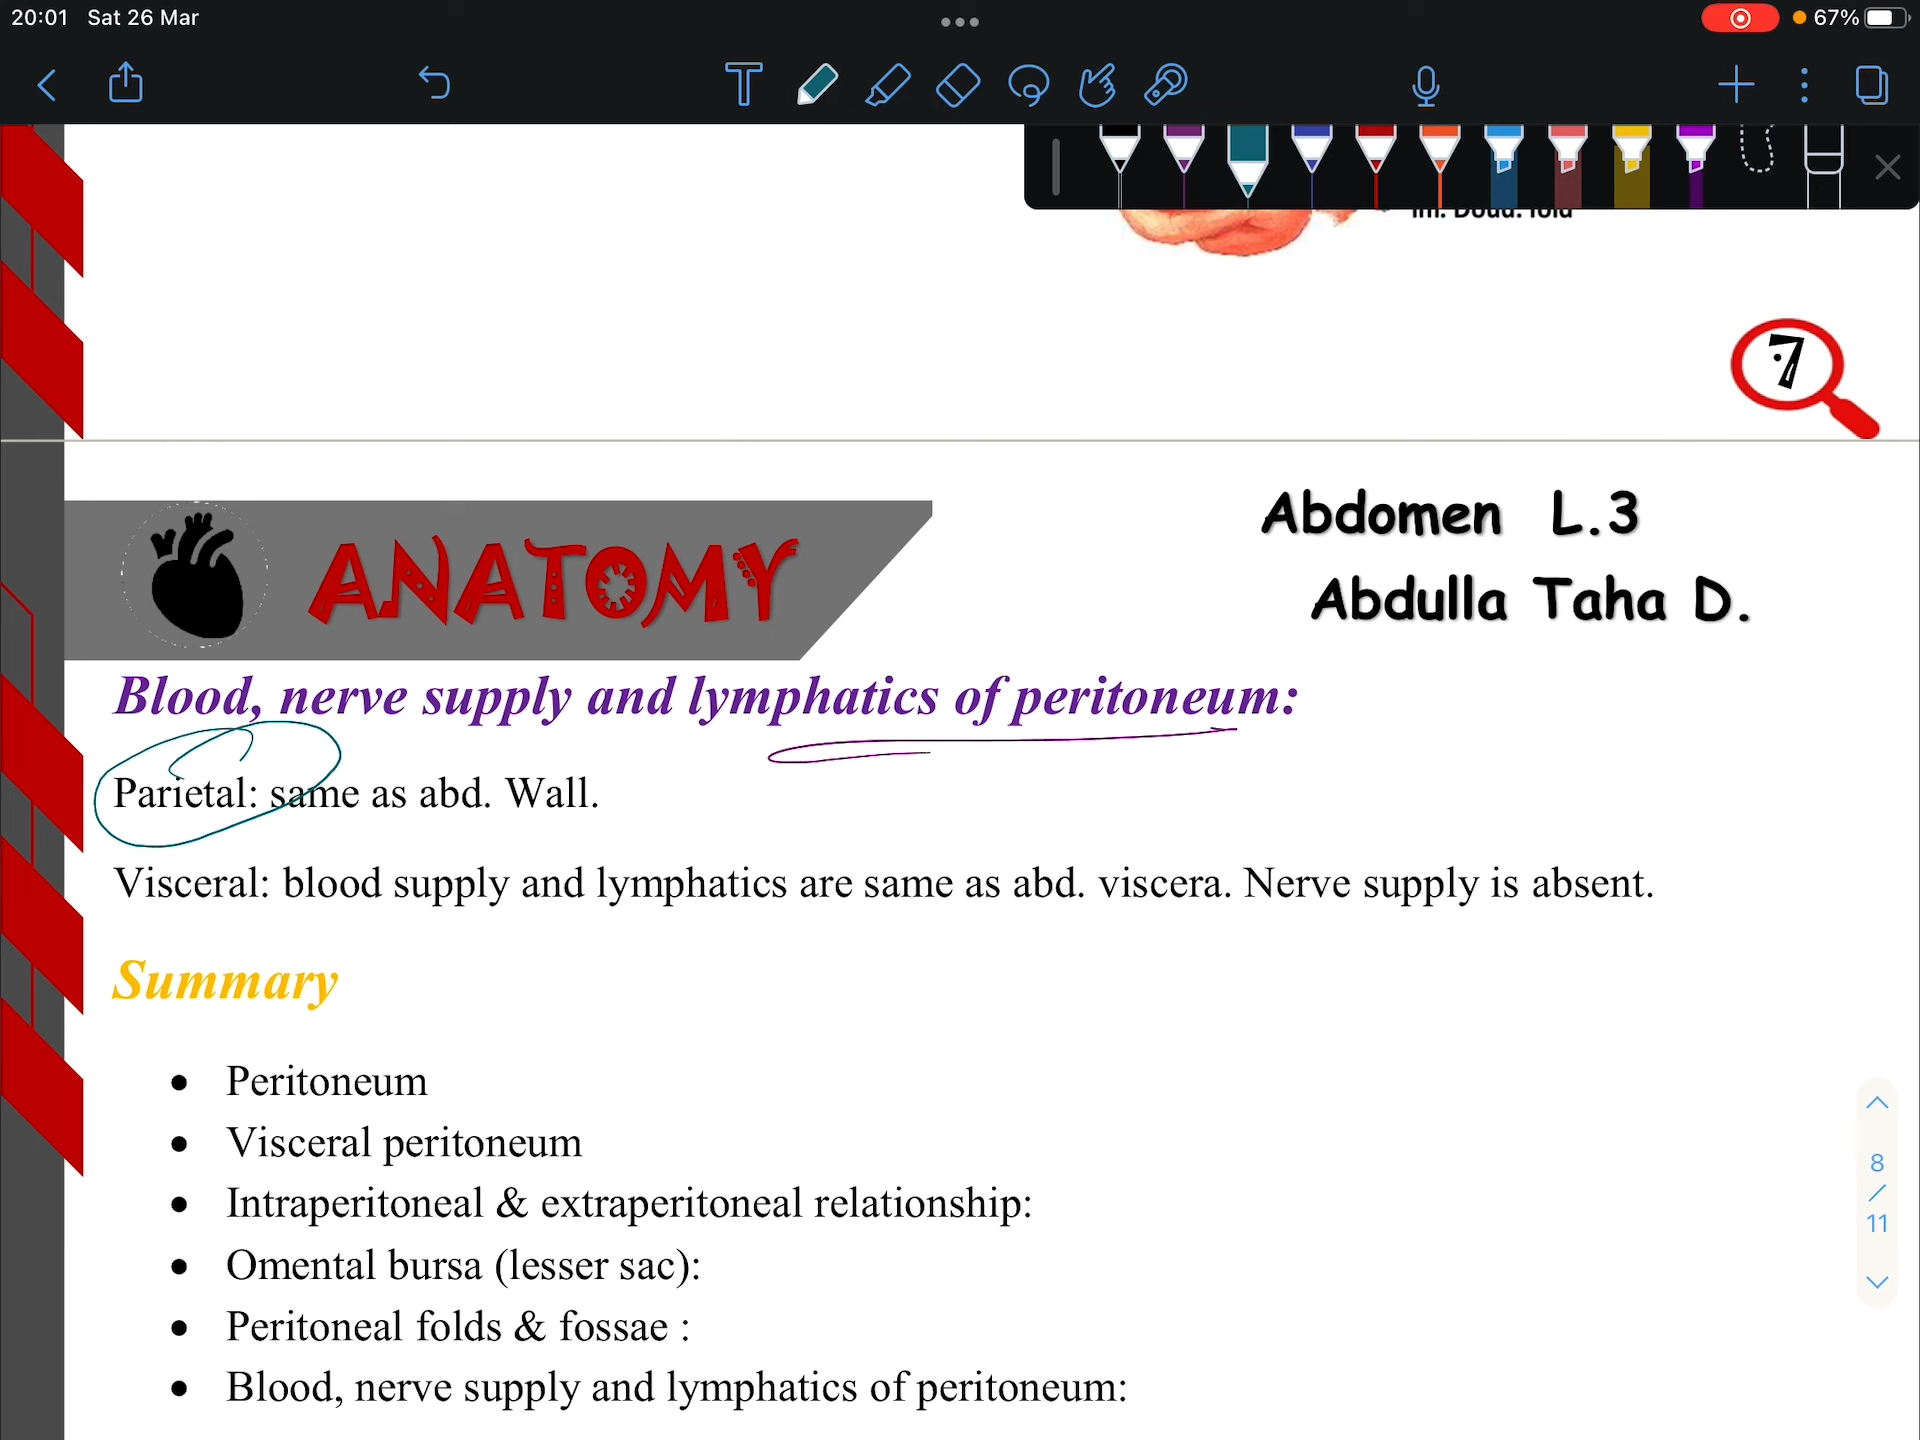 20:01 Sat 26 Mar
67%
7
Abdomen L.3
ANATOMY
Abdulla Taha D.
Blood, nerve supply and lymphatics of peritoneum:
Parietal: same as abd. Wall.
Visceral: blood supply and lymphatics are same as abd. viscera. Nerve supply is absent.
Summary
• Peritoneum
• Visceral peritoneum
• Intraperitoneal & extraperitoneal relationship:
• Omental bursa (lesser sac):
• Peritoneal folds & fossae :
• Blood, nerve supply and lymphatics of peritoneum:
8
/
11